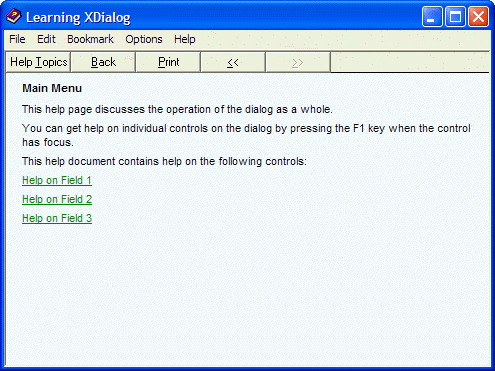 Learning XDialog
File Edit Bookmark Options Help
Help Topics Back Print << >>
Main Menu
This help page discusses the operation of the dialog as a whole.
You can get help on individual controls on the dialog by pressing the F1 key when the control
has focus.
This help document contains help on the following controls:
Help on Field 1
Help on Field 2
Help on Field 3